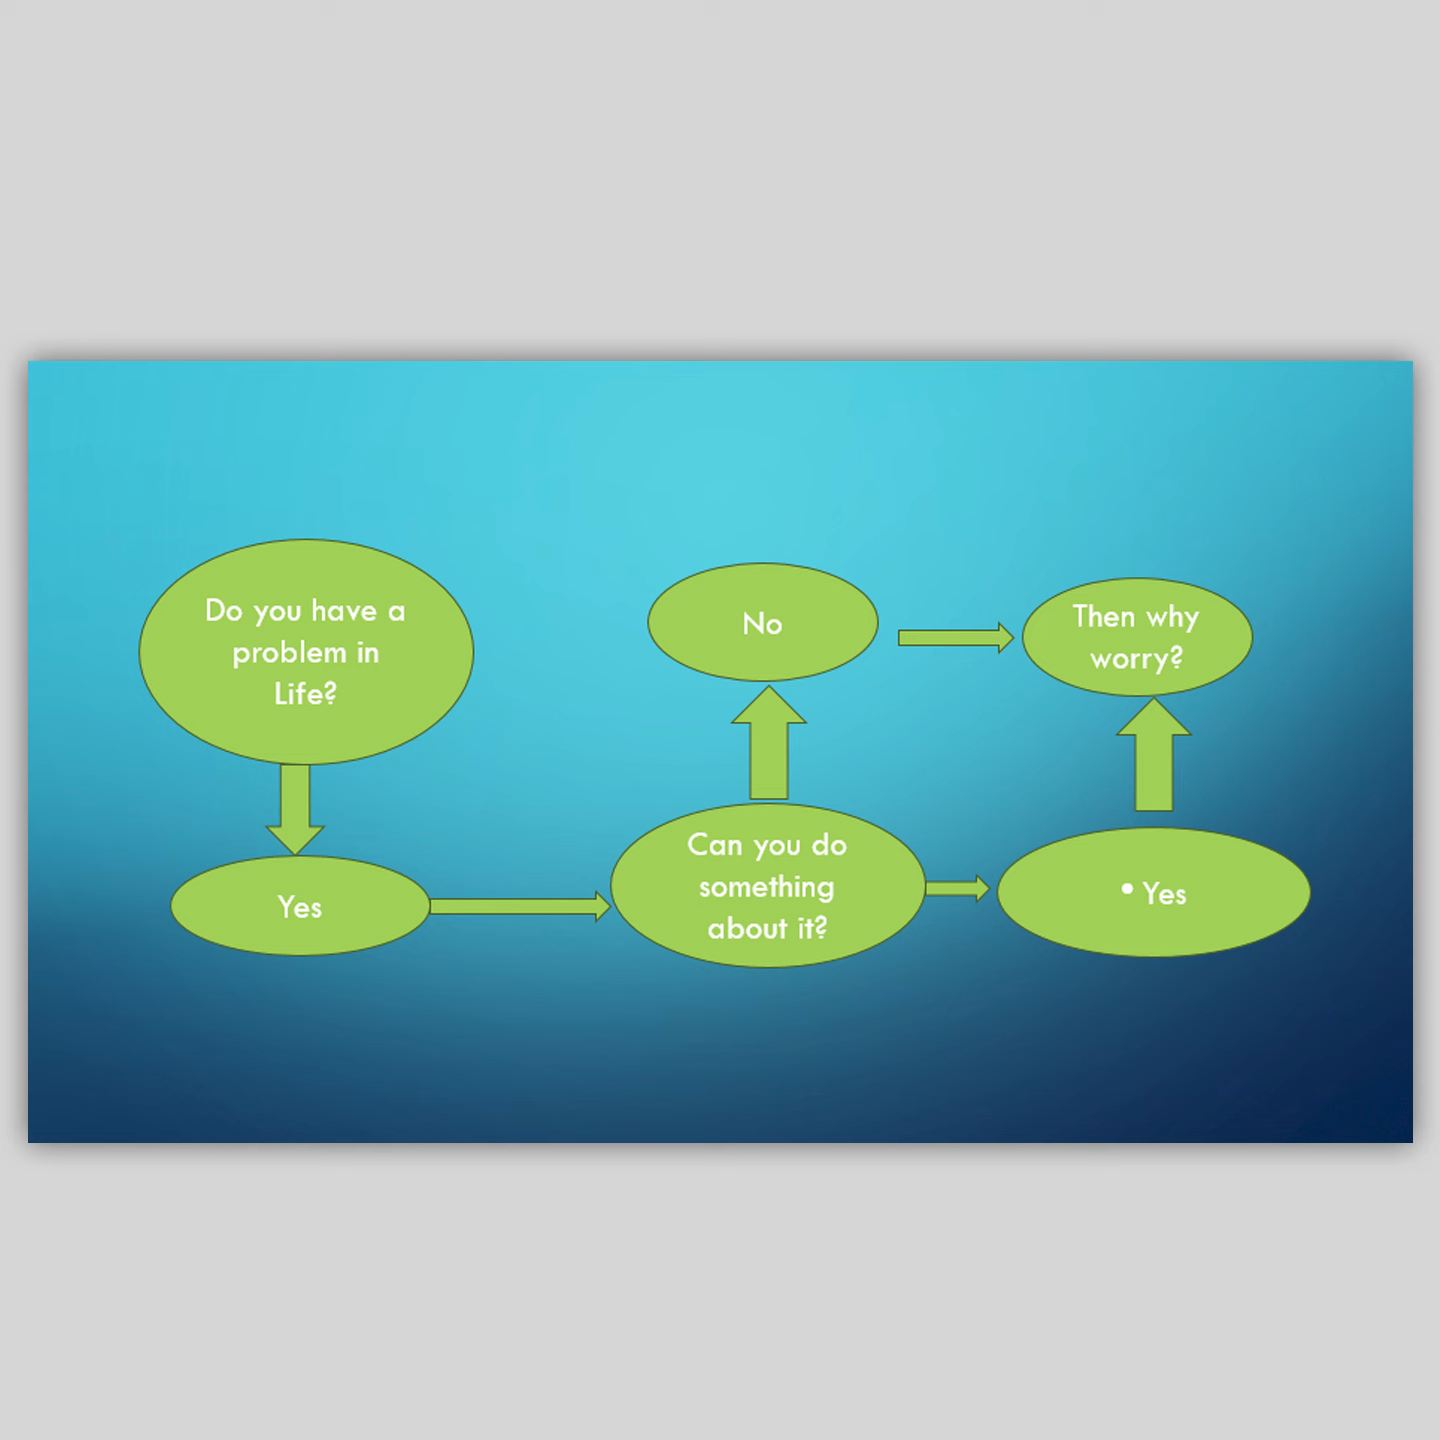 Do you have a
problem in
Life?
Yes
No
Then why
worry?
Can you do
something
about it?
• Yes